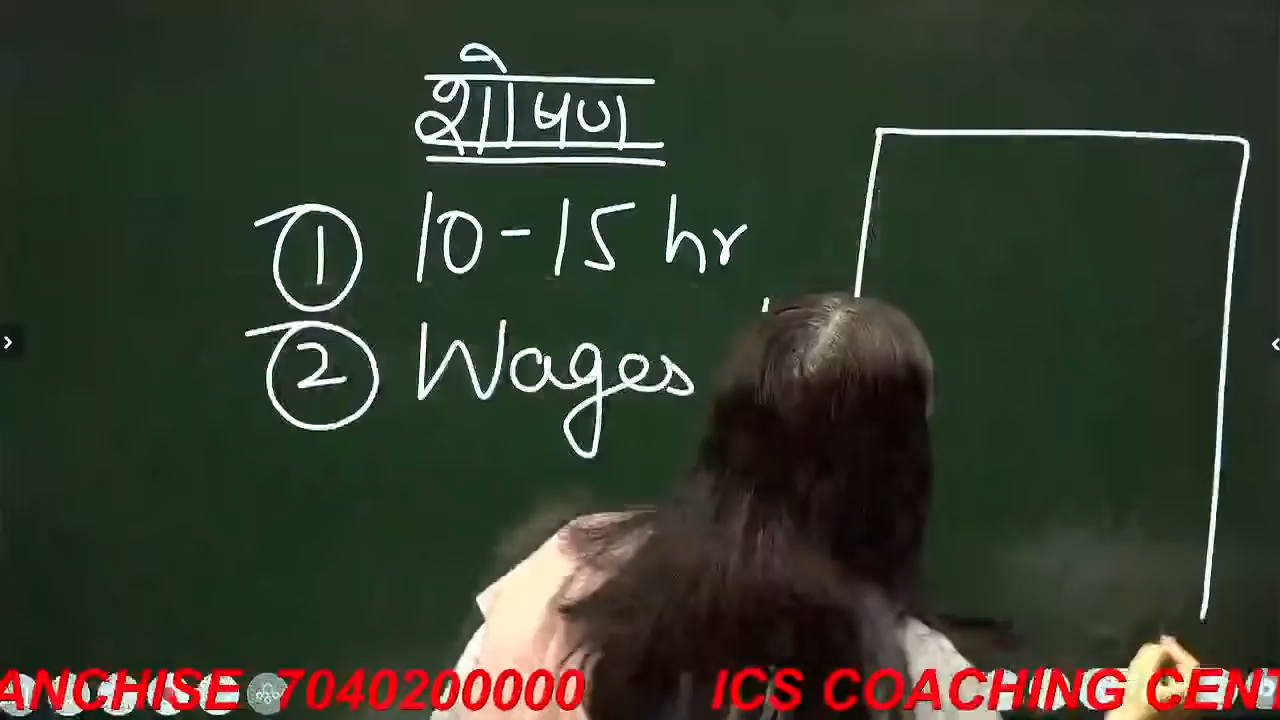 शोषण
① 10-15 hr
② Wages
ANCHISE 7040200000 ICS COACHING CEN